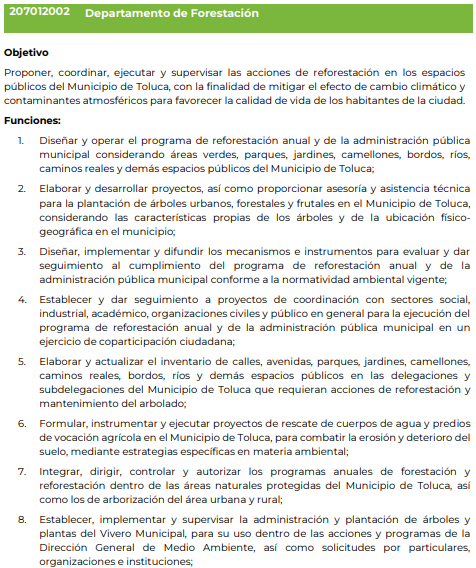 207012002 Departamento de Forestación
Objetivo
Proponer, coordinar, ejecutar y supervisar las acciones de reforestación en los espacios
públicos del Municipio de Toluca, con la finalidad de mitigar el efecto de cambio climático y
contaminantes atmosféricos para favorecer la calidad de vida de los habitantes de la ciudad.
Funciones:
1. Diseñar y operar el programa de reforestación anual y de la administración pública
municipal considerando áreas verdes, parques, jardines, camellones, bordos, ríos,
caminos reales y demás espacios públicos del Municipio de Toluca;
2. Elaborar y desarrollar proyectos, así como proporcionar asesoría y asistencia técnica
para la plantación de árboles urbanos, forestales y frutales en el Municipio de Toluca,
considerando las características propias de los árboles y de la ubicación físico-
geográfica en el municipio;
3. Diseñar, implementar y difundir los mecanismos e instrumentos para evaluar y dar
seguimiento al cumplimiento del programa de reforestación anual y de la
administración pública municipal conforme a la normatividad ambiental vigente;
4. Establecer y dar seguimiento a proyectos de coordinación con sectores social,
industrial, académico, organizaciones civiles y público en general para la ejecución del
programa de reforestación anual y de la administración pública municipal en un
ejercicio de coparticipación ciudadana;
5. Elaborar y actualizar el inventario de calles, avenidas, parques, jardines, camellones,
caminos reales, bordos, ríos y demás espacios públicos en las delegaciones y
subdelegaciones del Municipio de Toluca que requieran acciones de reforestación y
mantenimiento del arbolado;
6. Formular, instrumentar y ejecutar proyectos de rescate de cuerpos de agua y predios
de vocación agrícola en el Municipio de Toluca, para combatir la erosión y deterioro del
suelo, mediante estrategias específicas en materia ambiental;
7. Integrar, dirigir, controlar y autorizar los programas anuales de forestación y
reforestación dentro de las áreas naturales protegidas del Municipio de Toluca, así
como los de arborización del área urbana y rural;
8. Establecer, implementar y supervisar la administración y plantación de árboles y
plantas del Vivero Municipal, para su uso dentro de las acciones y programas de la
Dirección General de Medio Ambiente, así como solicitudes por particulares,
organizaciones e instituciones;